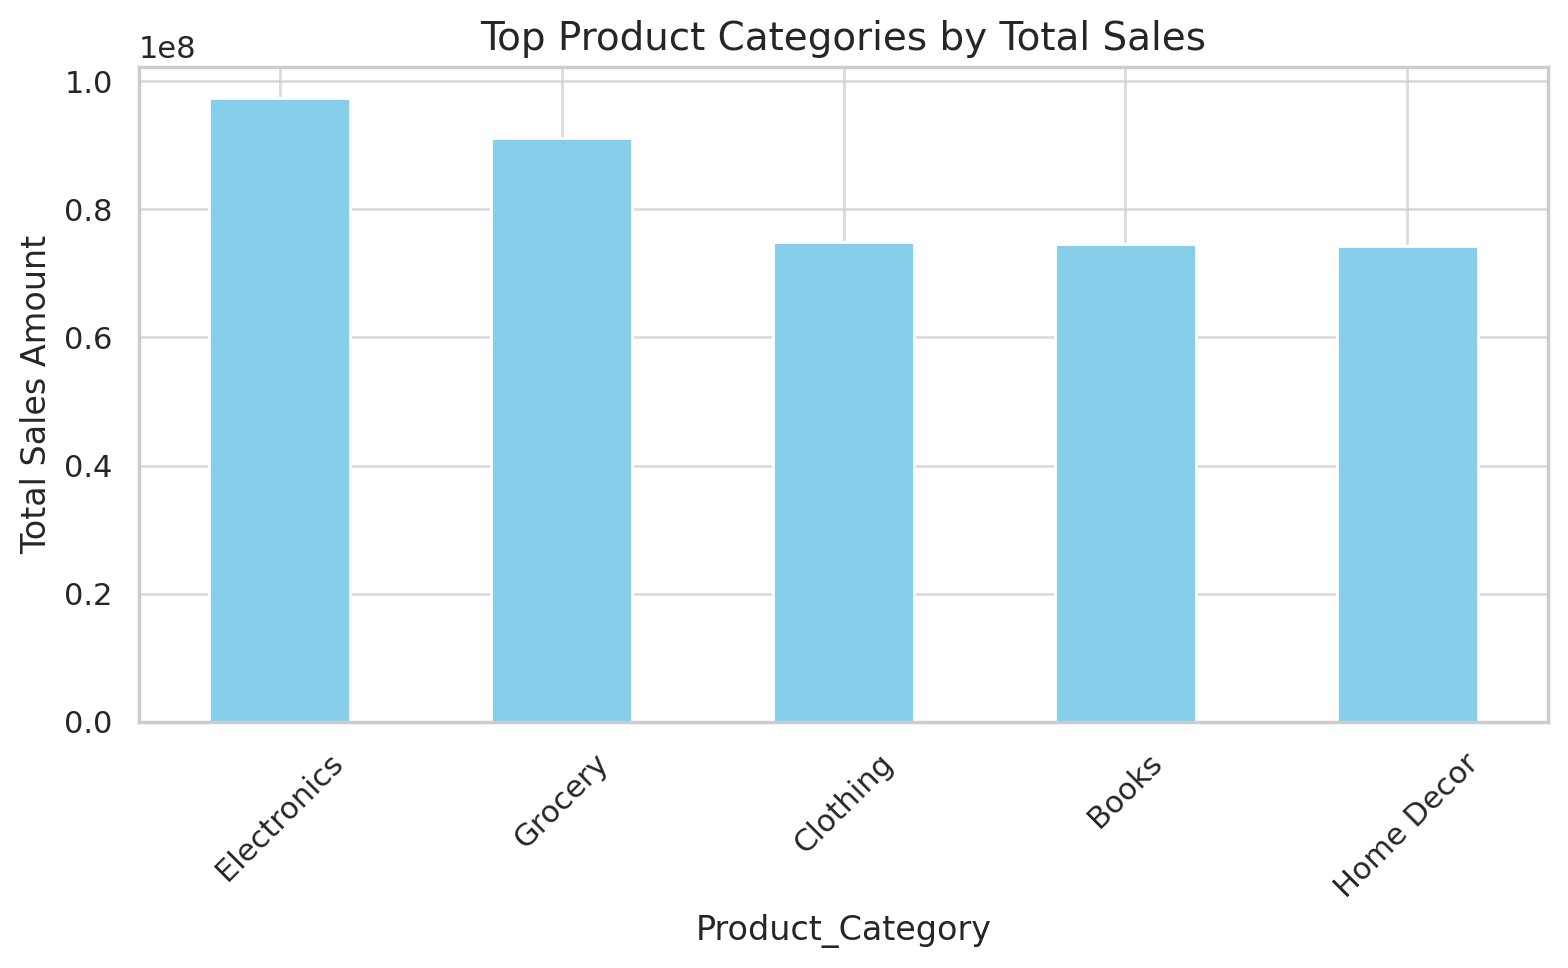 Top Product Categories by Total Sales
1e8
1.0
0.8
0.6
0.4
0.2
0.0
Total Sales Amount
Electronics
Grocery
Clothing
Books
Home Decor
Product_Category